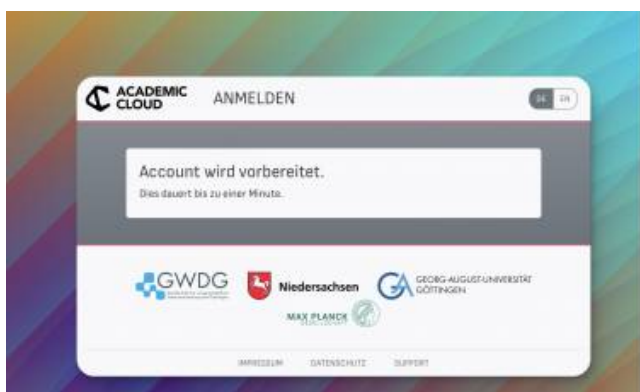 ACADEMIC
CLOUD
ANMELDEN
DE EN
Account wird vorbereitet.
Dies dauert bis zu einer Minute.
GWDG
Niedersachsen
GEORG-AUGUST-UNIVERSITÄT
GÖTTINGEN
MAX PLANCK
GESELLSCHAFT
IMPRESSUM DATENSCHUTZ SUPPORT